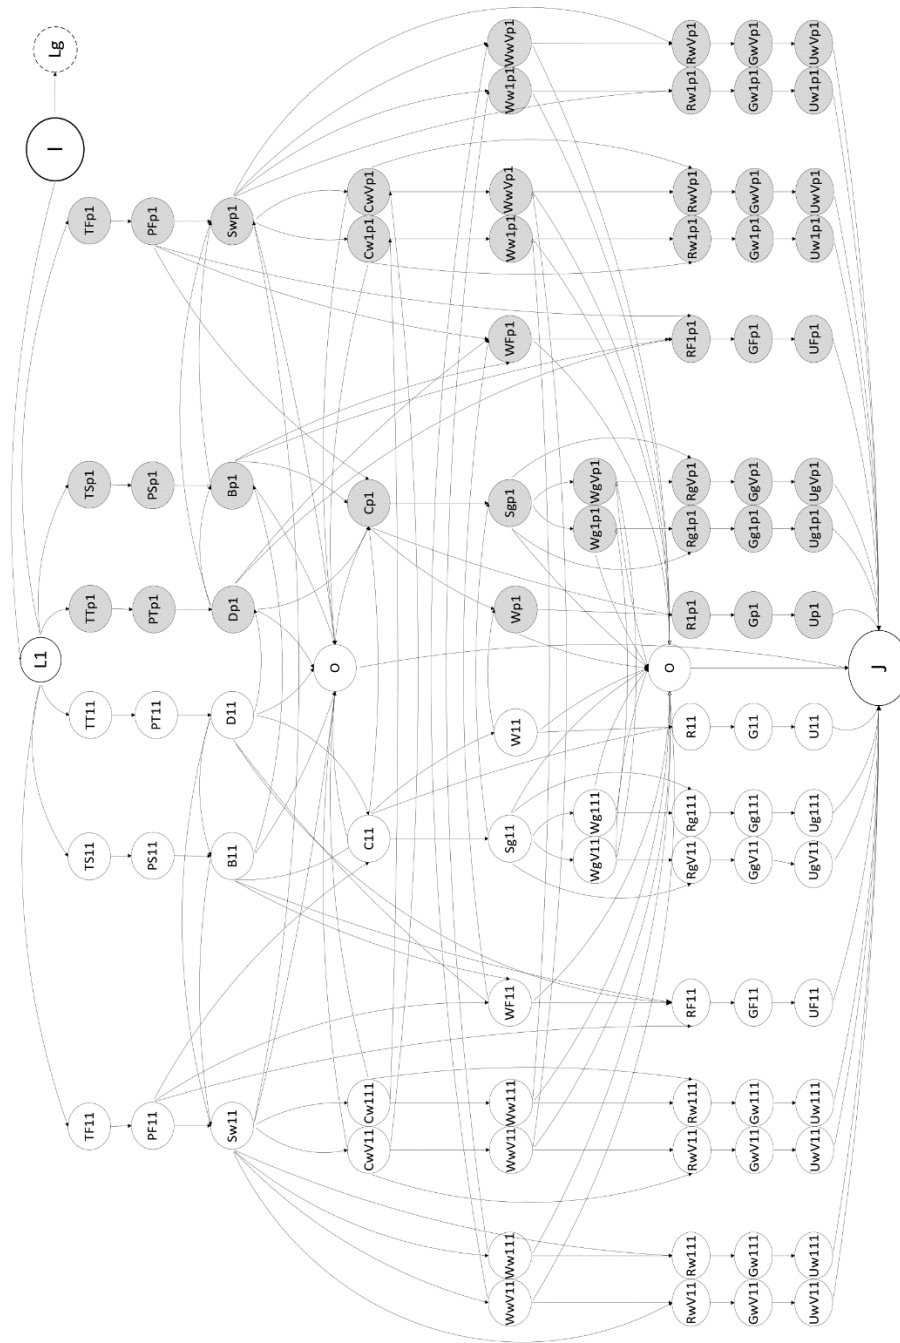 L1
I
Lg
TF11
TS11
TT11
TTp1
TSp1
TFp1
PF11
PS11
PT11
PTp1
PSp1
PFp1
Sw11
B11
D11
Dp1
Bp1
Swp1
O
CwV11
Cw111
C11
Cp1
Cw1p1
CwVp1
WwV11
Ww111
WwV11
Ww111
WF11
Sg11
W11
Wp1
Sgp1
WFp1
Ww1p1
WwVp1
Ww1p1
WwVp1
WgV11
Wg111
Wg1p1
WgVp1
O
RwV11
Rw111
RwV11
Rw111
RF11
RgV11
Rg111
R11
R1p1
Rg1p1
RgVp1
RF1p1
Rw1p1
RwVp1
Rw1p1
RwVp1
GwV11
Gw111
GwV11
Gw111
GF11
GgV11
Gg111
G11
Gp1
Gg1p1
GgVp1
GFp1
Gw1p1
GwVp1
Gw1p1
GwVp1
UwV11
Uw111
UwV11
Uw111
UF11
UgV11
Ug111
U11
Up1
Ug1p1
UgVp1
UFp1
Uw1p1
UwVp1
Uw1p1
UwVp1
J